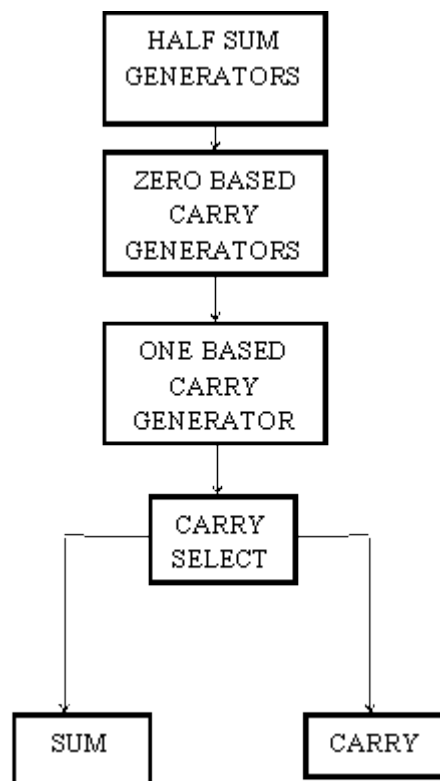 HALF SUM
GENERATORS
ZERO BASED
CARRY
GENERATORS
ONE BASED
CARRY
GENERATOR
CARRY
SELECT
SUM
CARRY